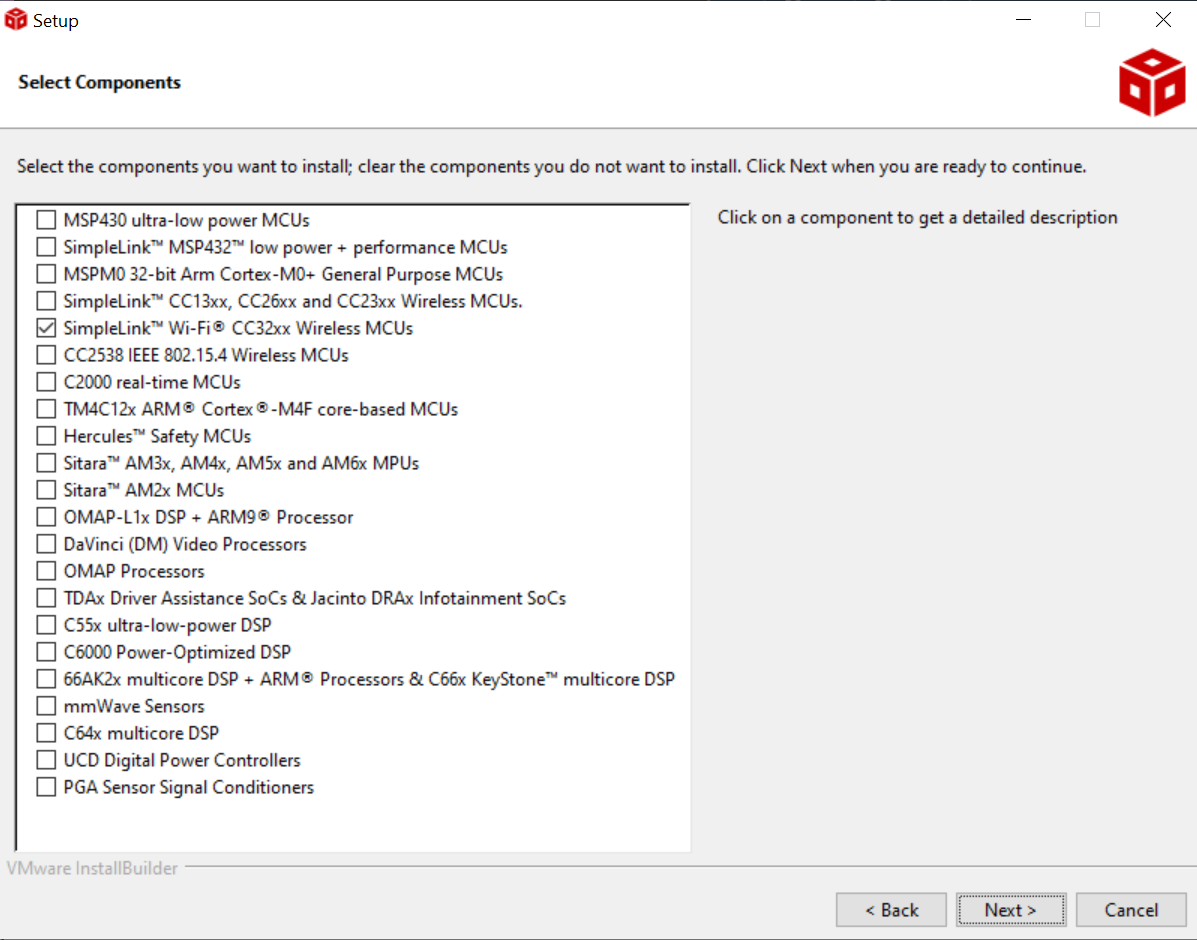 Setup
Select Components
Select the components you want to install; clear the components you do not want to install. Click Next when you are ready to continue.
MSP430 ultra-low power MCUs
SimpleLink™ MSP432™ low power + performance MCUs
MSPM0 32-bit Arm Cortex-M0+ General Purpose MCUs
SimpleLink™ CC13xx, CC26xx and CC23xx Wireless MCUs.
SimpleLink™ Wi-Fi® CC32xx Wireless MCUs
CC2538 IEEE 802.15.4 Wireless MCUs
C2000 real-time MCUs
TM4C12x ARM® Cortex®-M4F core-based MCUs
Hercules™ Safety MCUs
Sitara™ AM3x, AM4x, AM5x and AM6x MPUs
Sitara™ AM2x MCUs
OMAP-L1x DSP + ARM9® Processor
DaVinci (DM) Video Processors
OMAP Processors
TDAx Driver Assistance SoCs & Jacinto DRAx Infotainment SoCs
C55x ultra-low-power DSP
C6000 Power-Optimized DSP
66AK2x multicore DSP + ARM® Processors & C66x KeyStone™ multicore DSP
mmWave Sensors
C64x multicore DSP
UCD Digital Power Controllers
PGA Sensor Signal Conditioners
Click on a component to get a detailed description
VMware InstallBuilder
< Back
Next >
Cancel